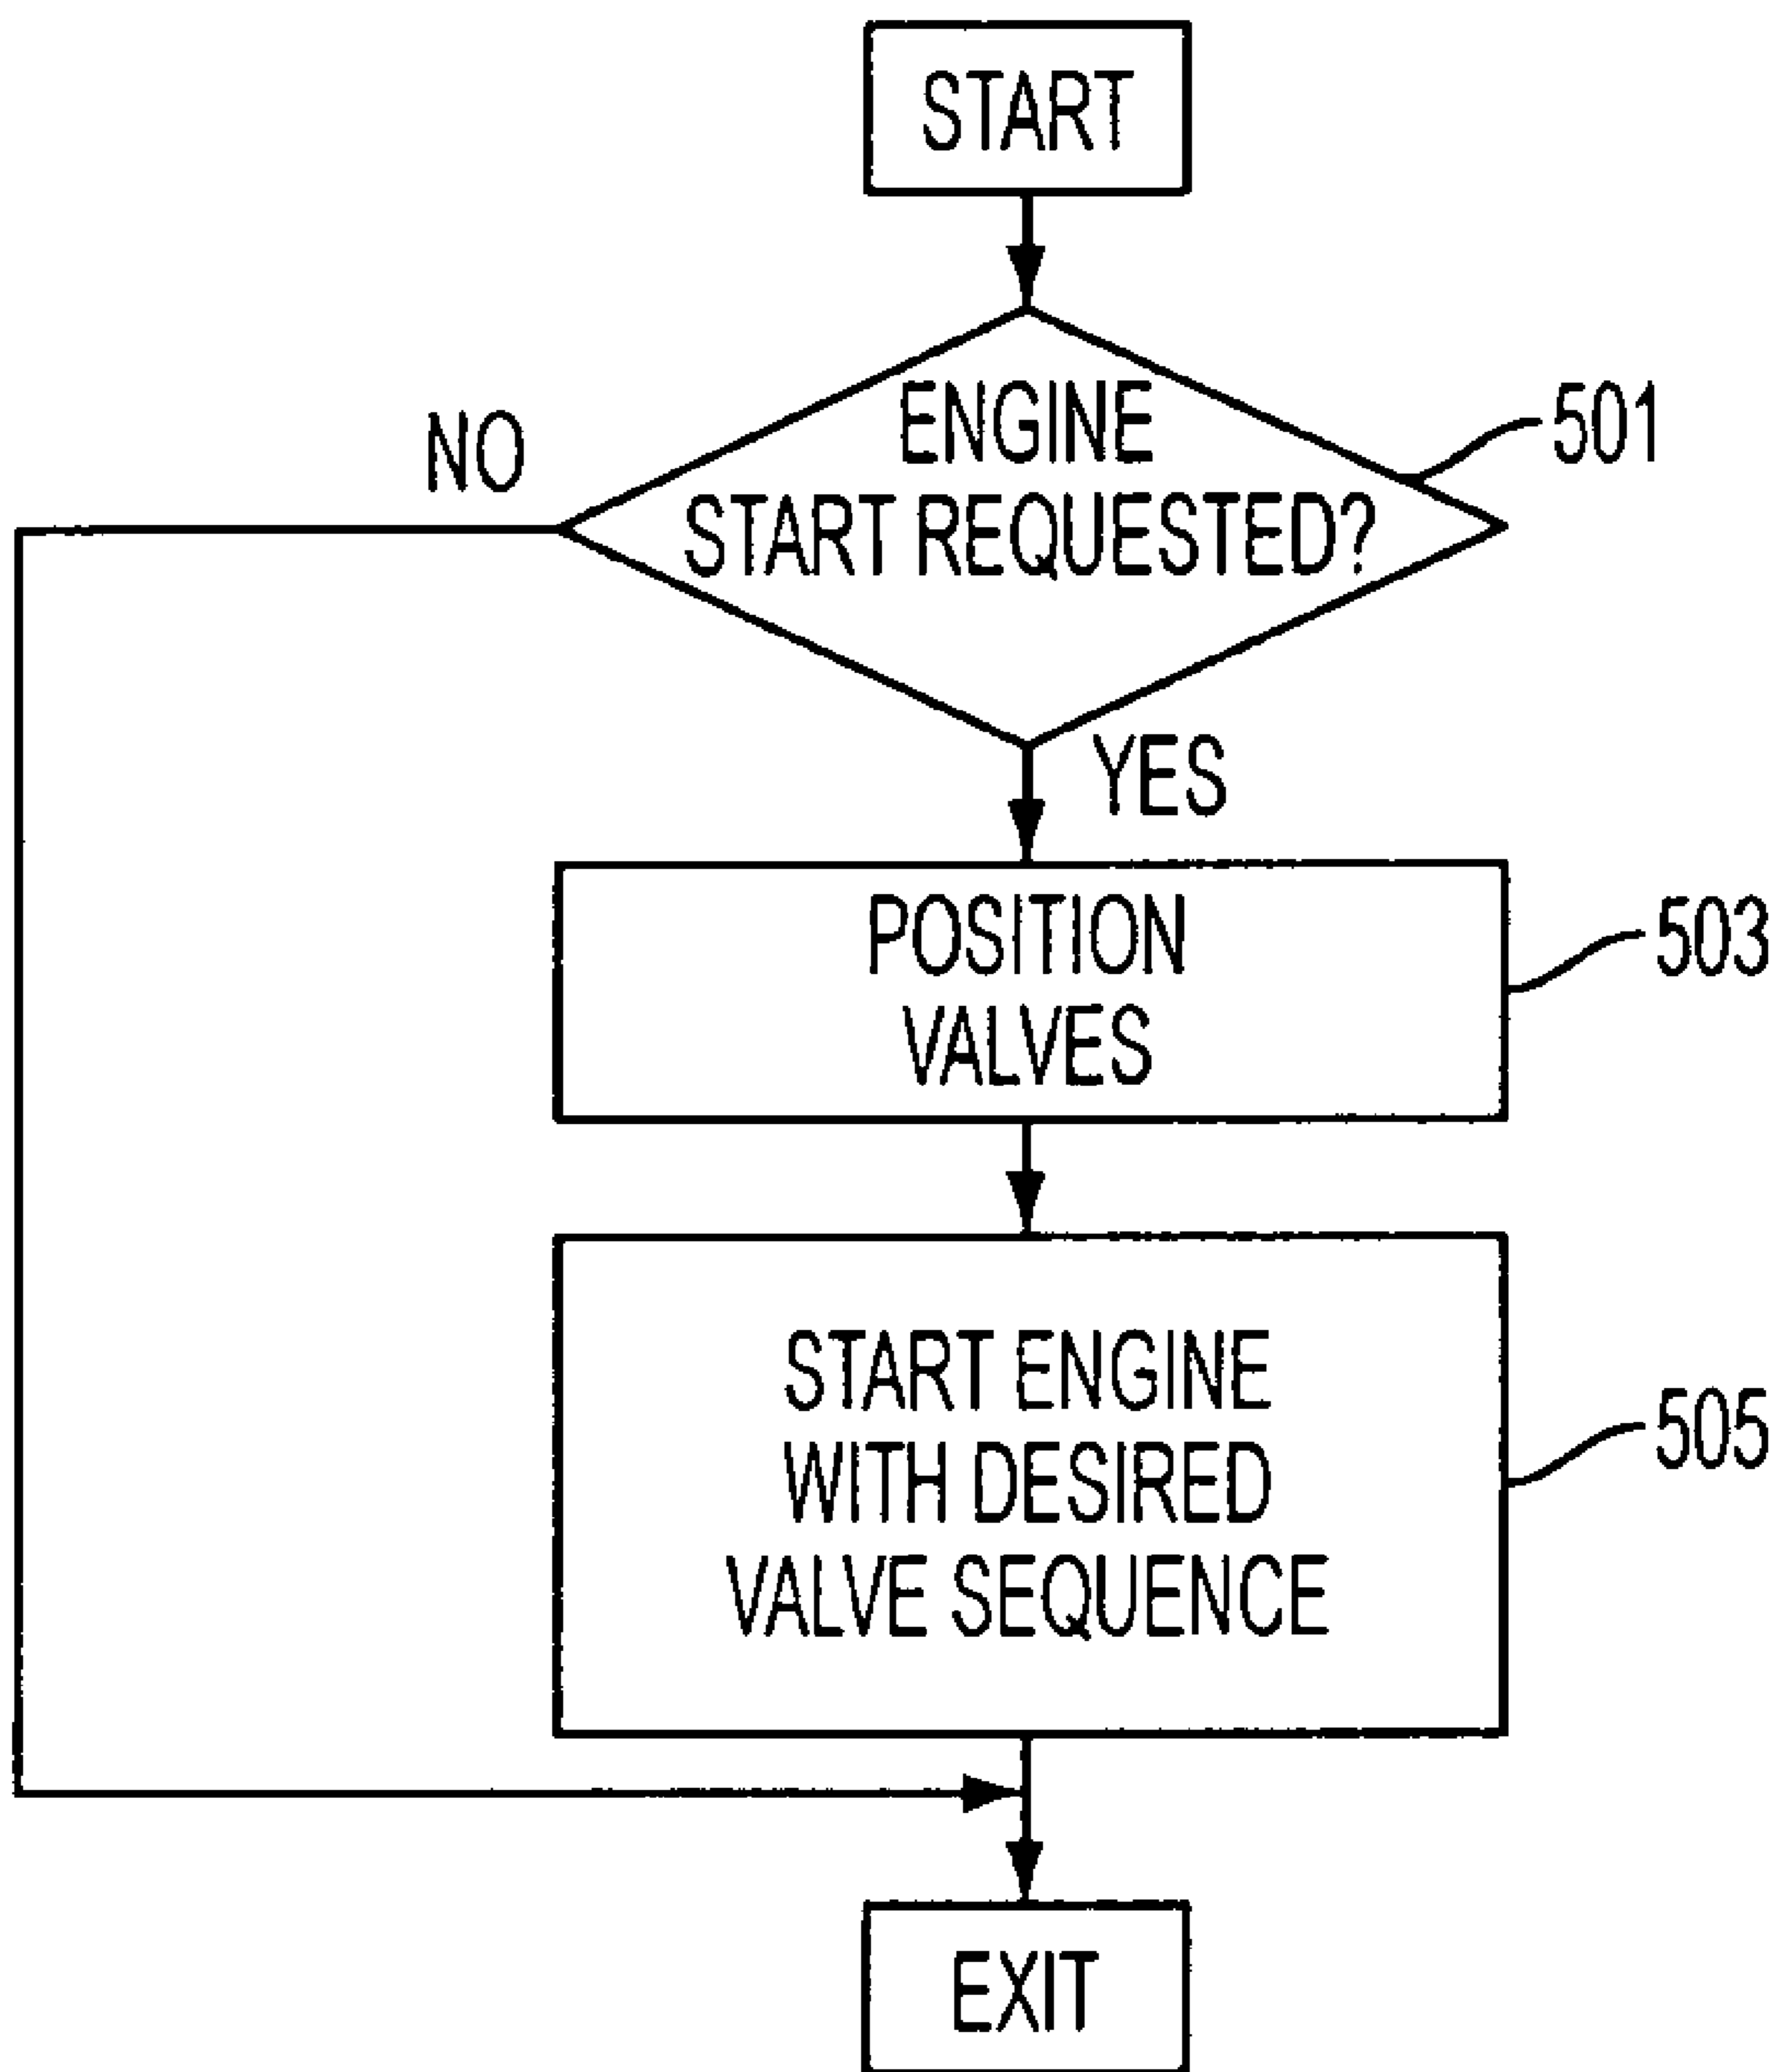 START
ENGINE
START REQUESTED?
501
NO
YES
POSITION
VALVES
503
START ENGINE
WITH DESIRED
VALVE SEQUENCE
505
EXIT